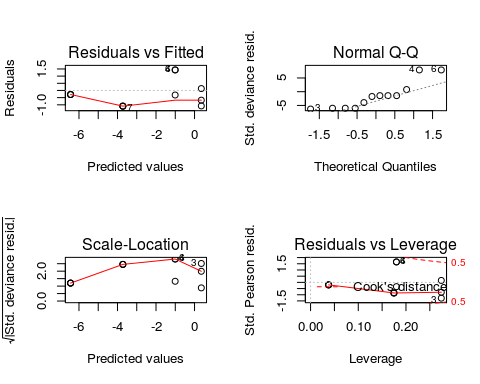 Residuals vs Fitted
Residuals
1.5
-1.0
7
-6
-4
-2
0
Predicted values
Normal Q-Q
Std. deviance resid.
5
-5
3
4
6
-1.5
-0.5
0.5
1.5
Theoretical Quantiles
Scale-Location
√|Std. deviance resid.|
2.0
0.0
3
-6
-4
-2
0
Predicted values
Residuals vs Leverage
Std. Pearson resid.
1.5
-1.5
Cook's distance
3
0.5
0.5
0.00
0.10
0.20
Leverage